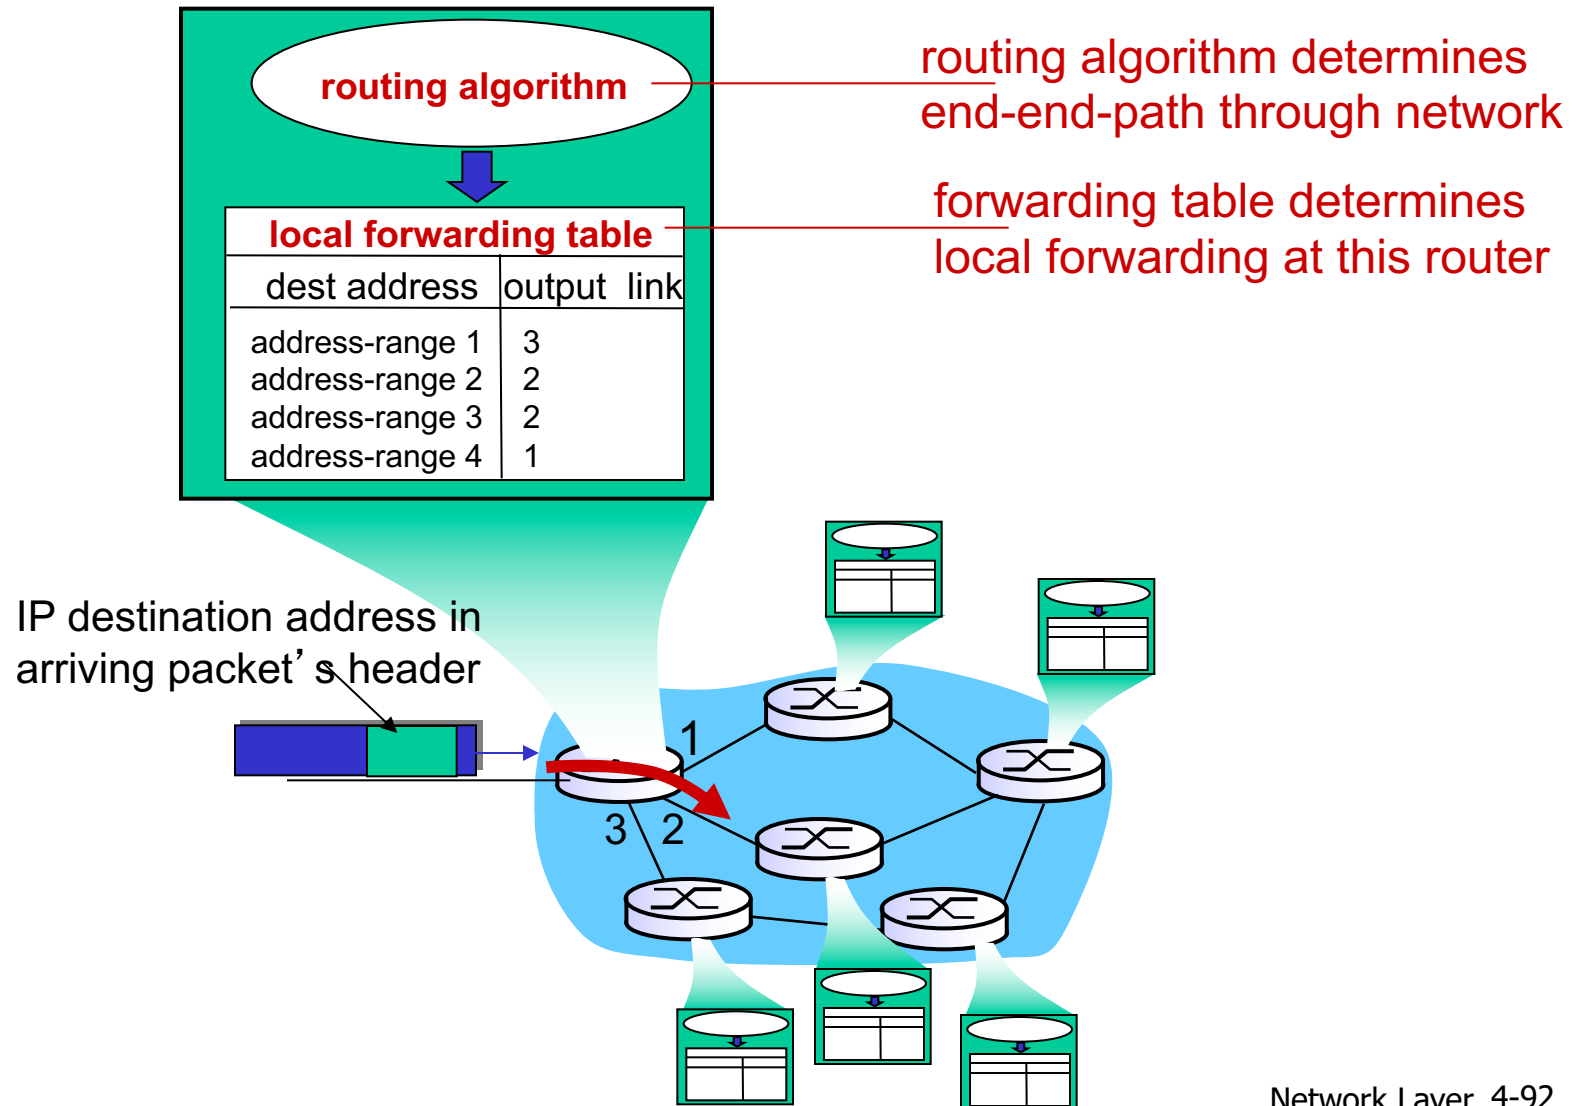 routing algorithm
routing algorithm determines
end-end-path through network
forwarding table determines
local forwarding at this router
local forwarding table
dest address output link
address-range 1 3
address-range 2 2
address-range 3 2
address-range 4 1
IP destination address in
arriving packet’s header
1
3 2
Network Layer 4-92